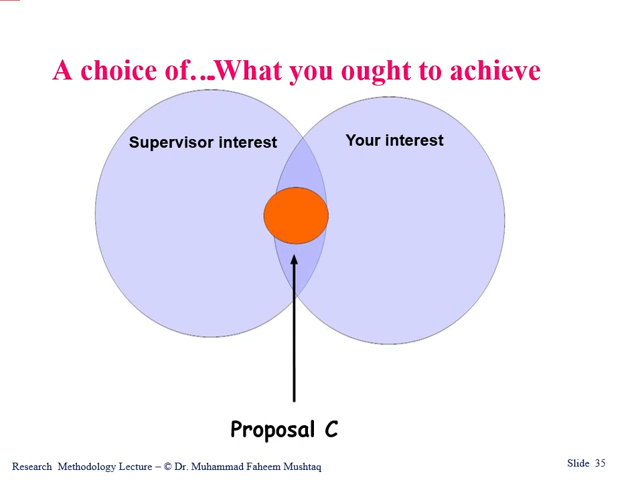 A choice of….What you ought to achieve
Supervisor interest
Your interest
Proposal C
Research Methodology Lecture – © Dr. Muhammad Faheem Mushtaq
Slide 35